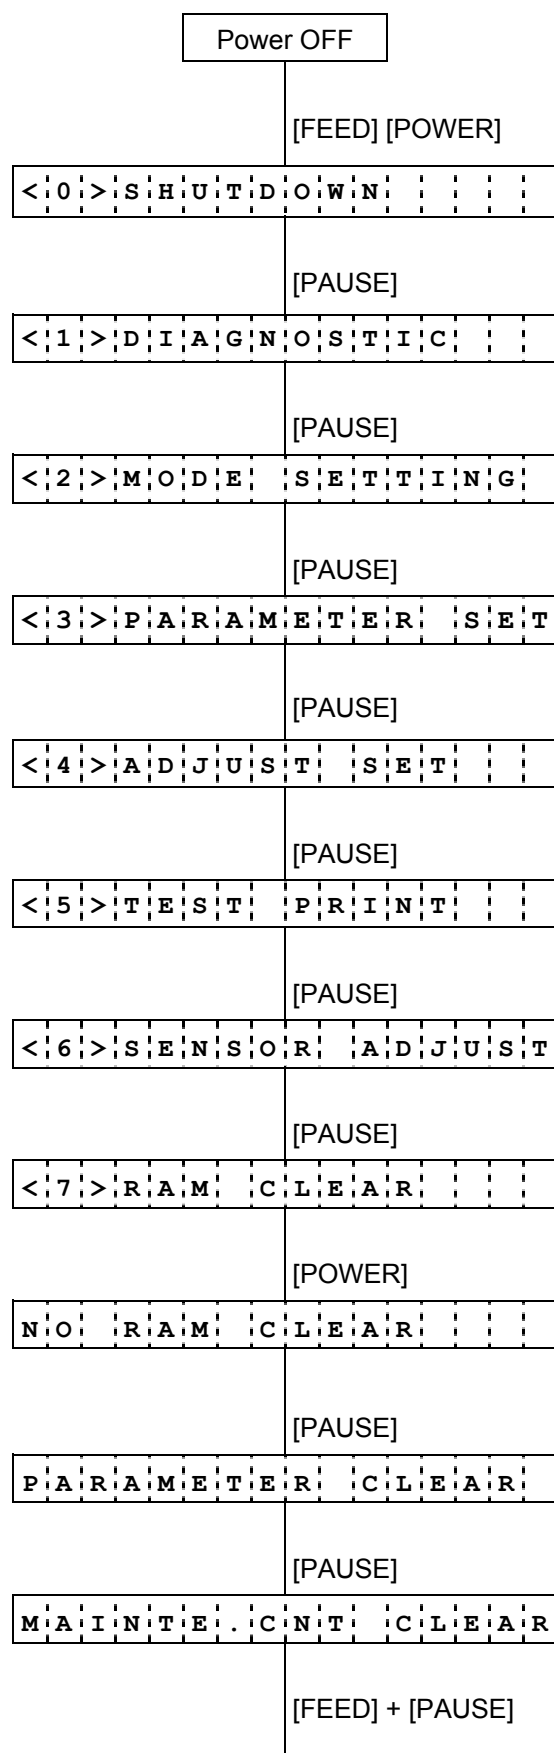 Power OFF
[FEED] [POWER]
<0>SHUTDOWN
[PAUSE]
<1>DIAGNOSTIC
[PAUSE]
<2>MODE SETTING
[PAUSE]
<3>PARAMETER SET
[PAUSE]
<4>ADJUST SET
[PAUSE]
<5>TEST PRINT
[PAUSE]
<6>SENSOR ADJUST
[PAUSE]
<7>RAM CLEAR
[POWER]
NO RAM CLEAR
[PAUSE]
PARAMETER CLEAR
[PAUSE]
MAINTE.CNT CLEAR
[FEED] + [PAUSE]